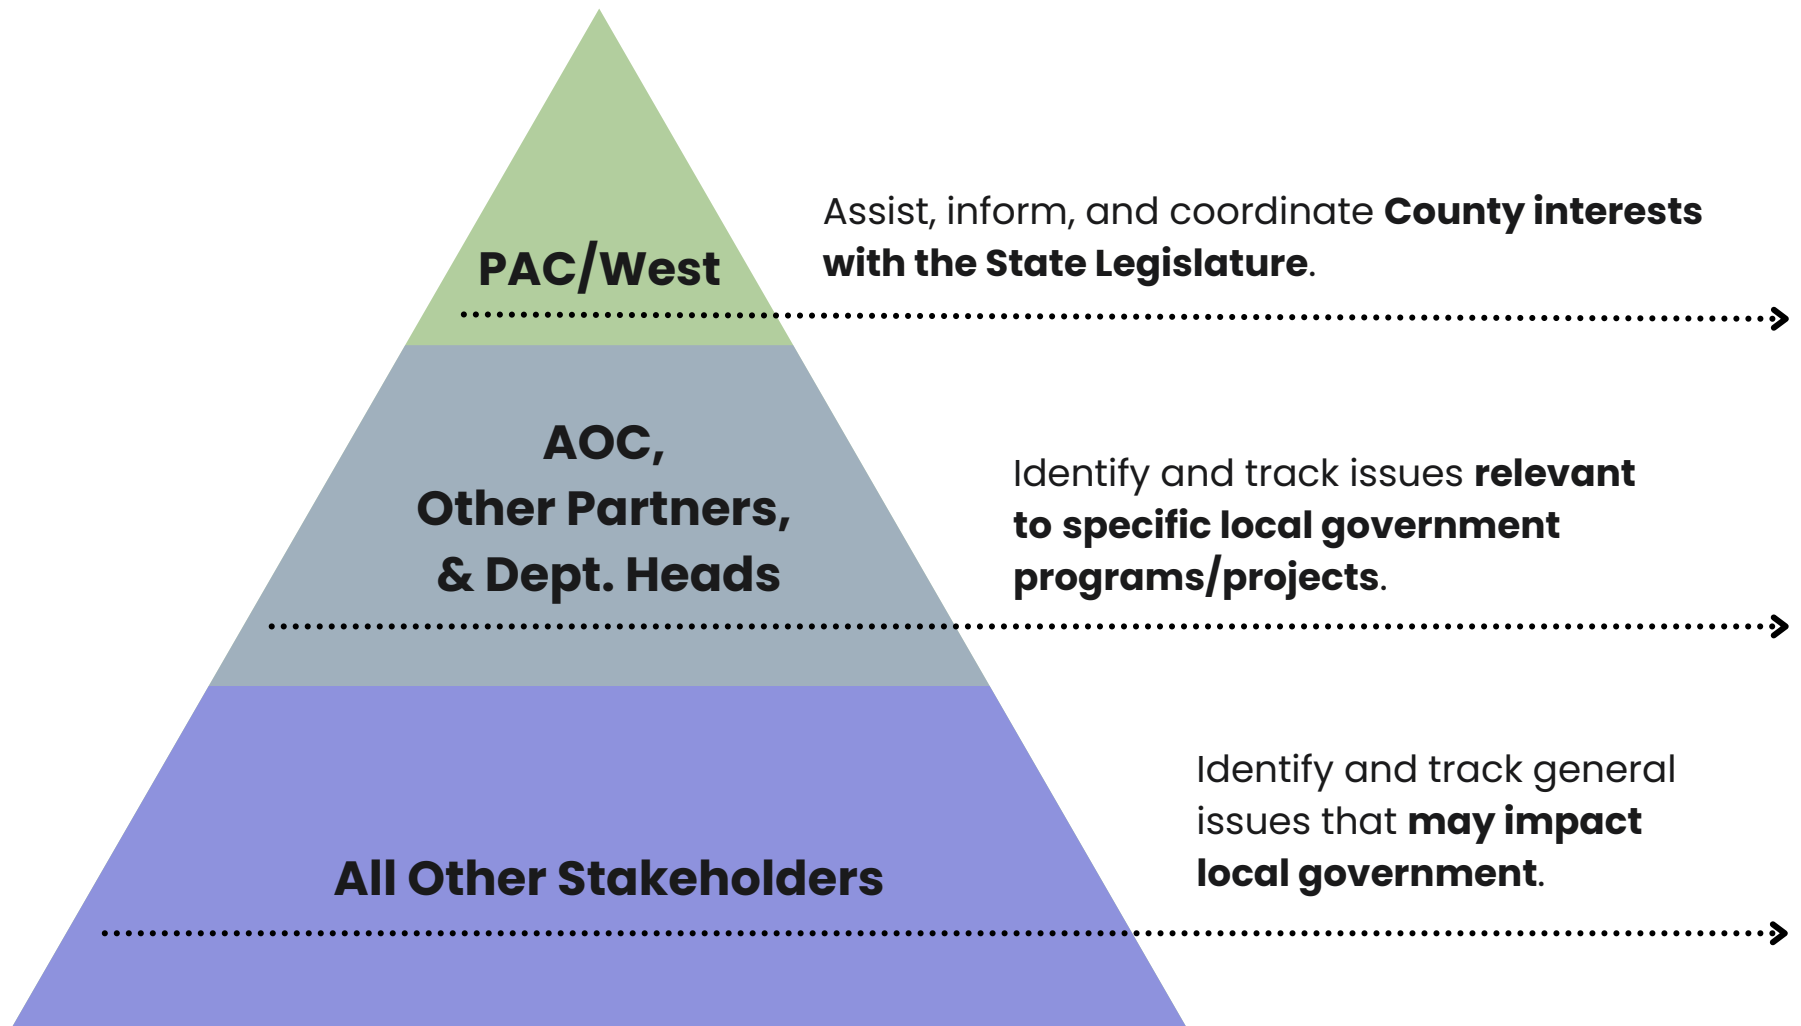 PAC/West
Assist, inform, and coordinate County interests
with the State Legislature.
AOC,
Other Partners,
& Dept. Heads
Identify and track issues relevant
to specific local government
programs/projects.
All Other Stakeholders
Identify and track general
issues that may impact
local government.